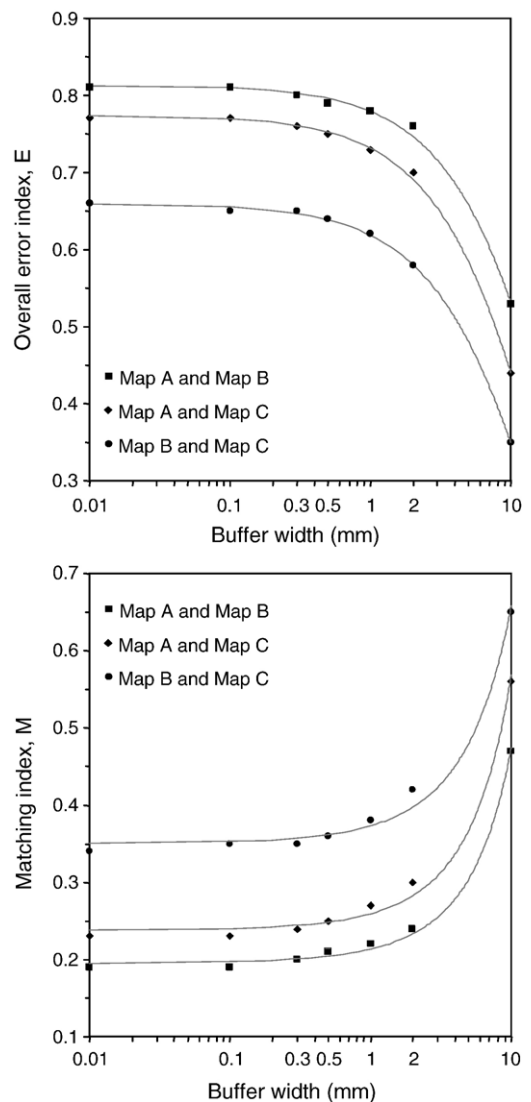 0.9
0.8
0.7
0.6
0.5
0.4
0.3
Overall error index, E
Map A and Map B
Map A and Map C
Map B and Map C
0.01 0.1 0.3 0.5 1 2 10
Buffer width (mm)
0.7
0.6
0.5
0.4
0.3
0.2
0.1
Matching index, M
Map A and Map B
Map A and Map C
Map B and Map C
0.01 0.1 0.3 0.5 1 2 10
Buffer width (mm)